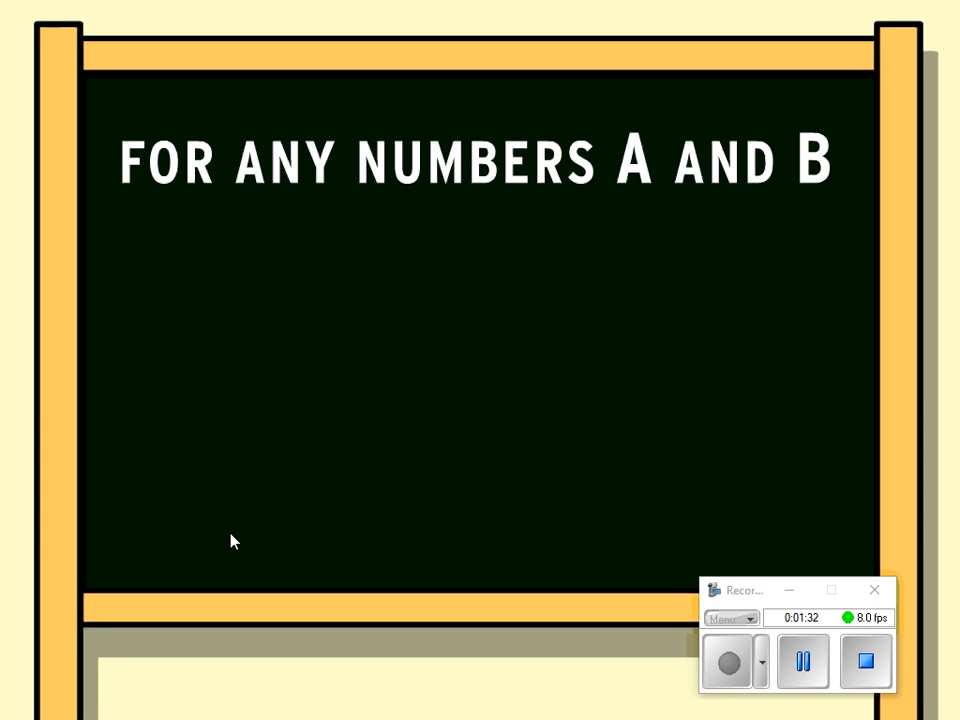 FOR ANY NUMBERS A AND B
Recor...
Menu
0:01:32
8.0 fps